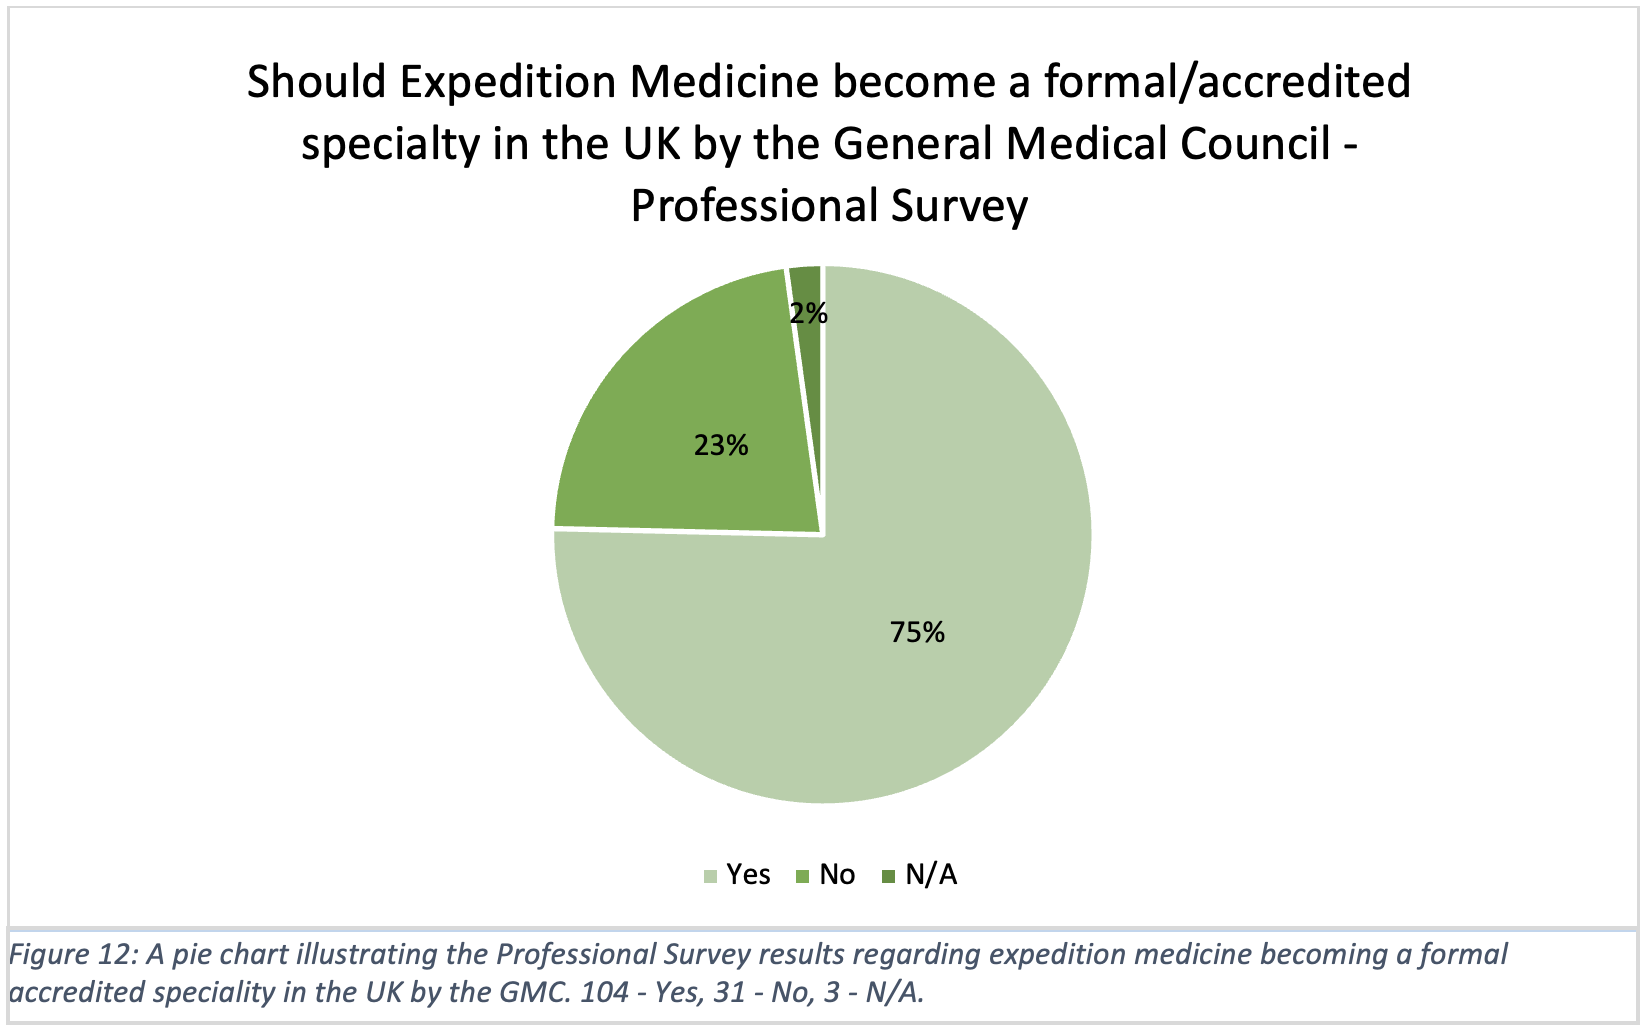 Should Expedition Medicine become a formal/accredited
specialty in the UK by the General Medical Council -
Professional Survey
2%
23%
75%
Yes No N/A
Figure 12: A pie chart illustrating the Professional Survey results regarding expedition medicine becoming a formal
accredited speciality in the UK by the GMC. 104 - Yes, 31 - No, 3 - N/A.